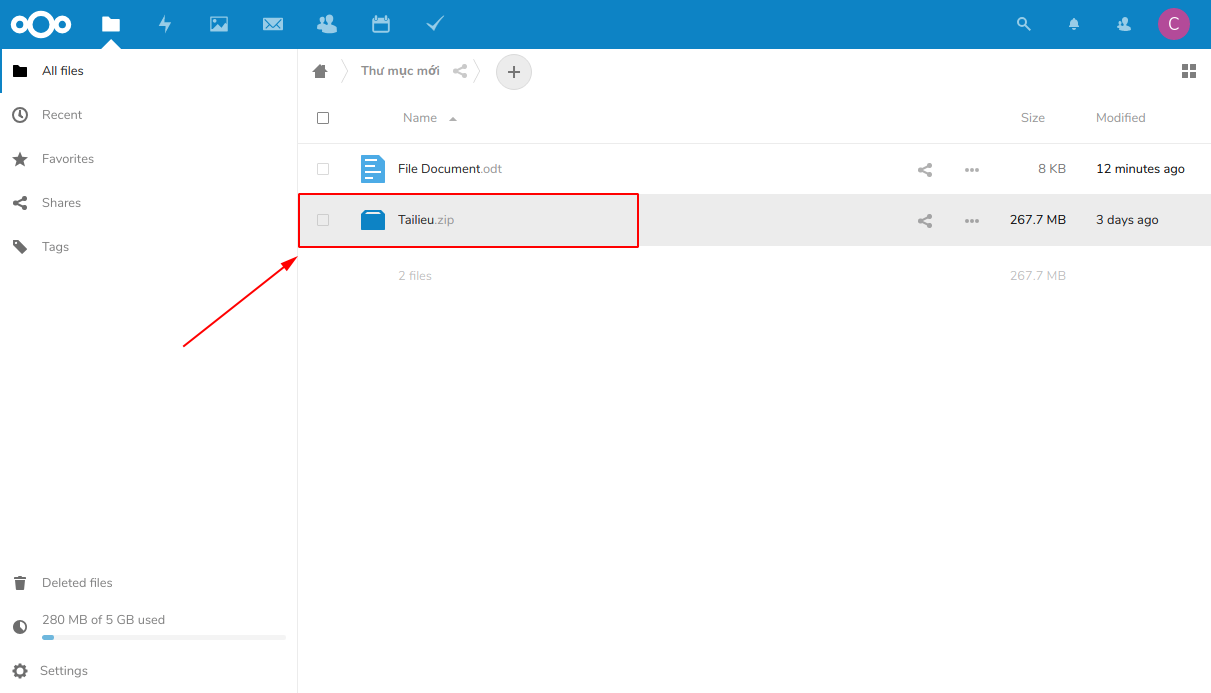 C
All files
Recent
Favorites
Shares
Tags
Deleted files
280 MB of 5 GB used
Settings
Thư mục mới
Name Size Modified
File Document.odt 8 KB 12 minutes ago
Tailieu.zip 267.7 MB 3 days ago
2 files 267.7 MB